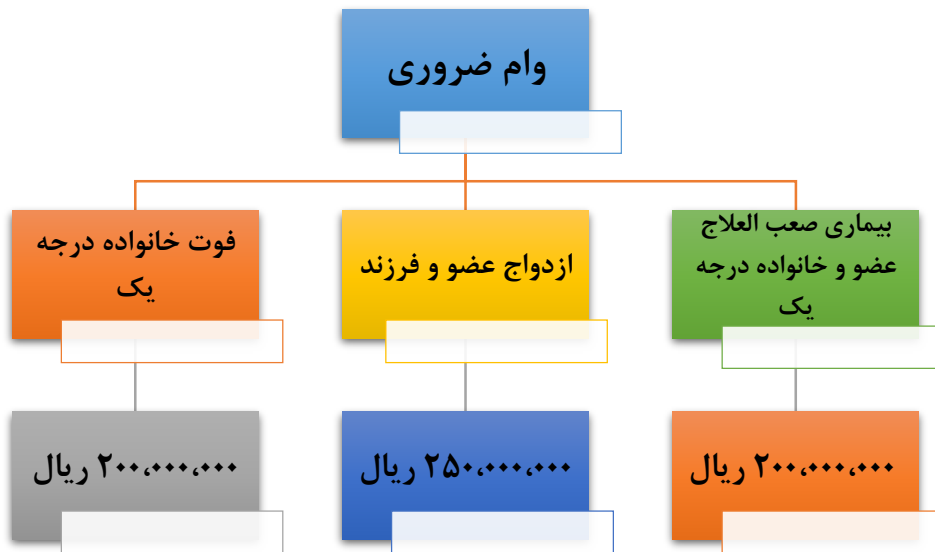 وام ضروری
بیماری صعب العلاج
عضو و خانواده درجه
یک
ازدواج عضو و فرزند
فوت خانواده درجه
یک
۲۰۰،۰۰۰،۰۰۰ ریال
۲۵۰،۰۰۰،۰۰۰ ریال
۲۰۰،۰۰۰،۰۰۰ ریال